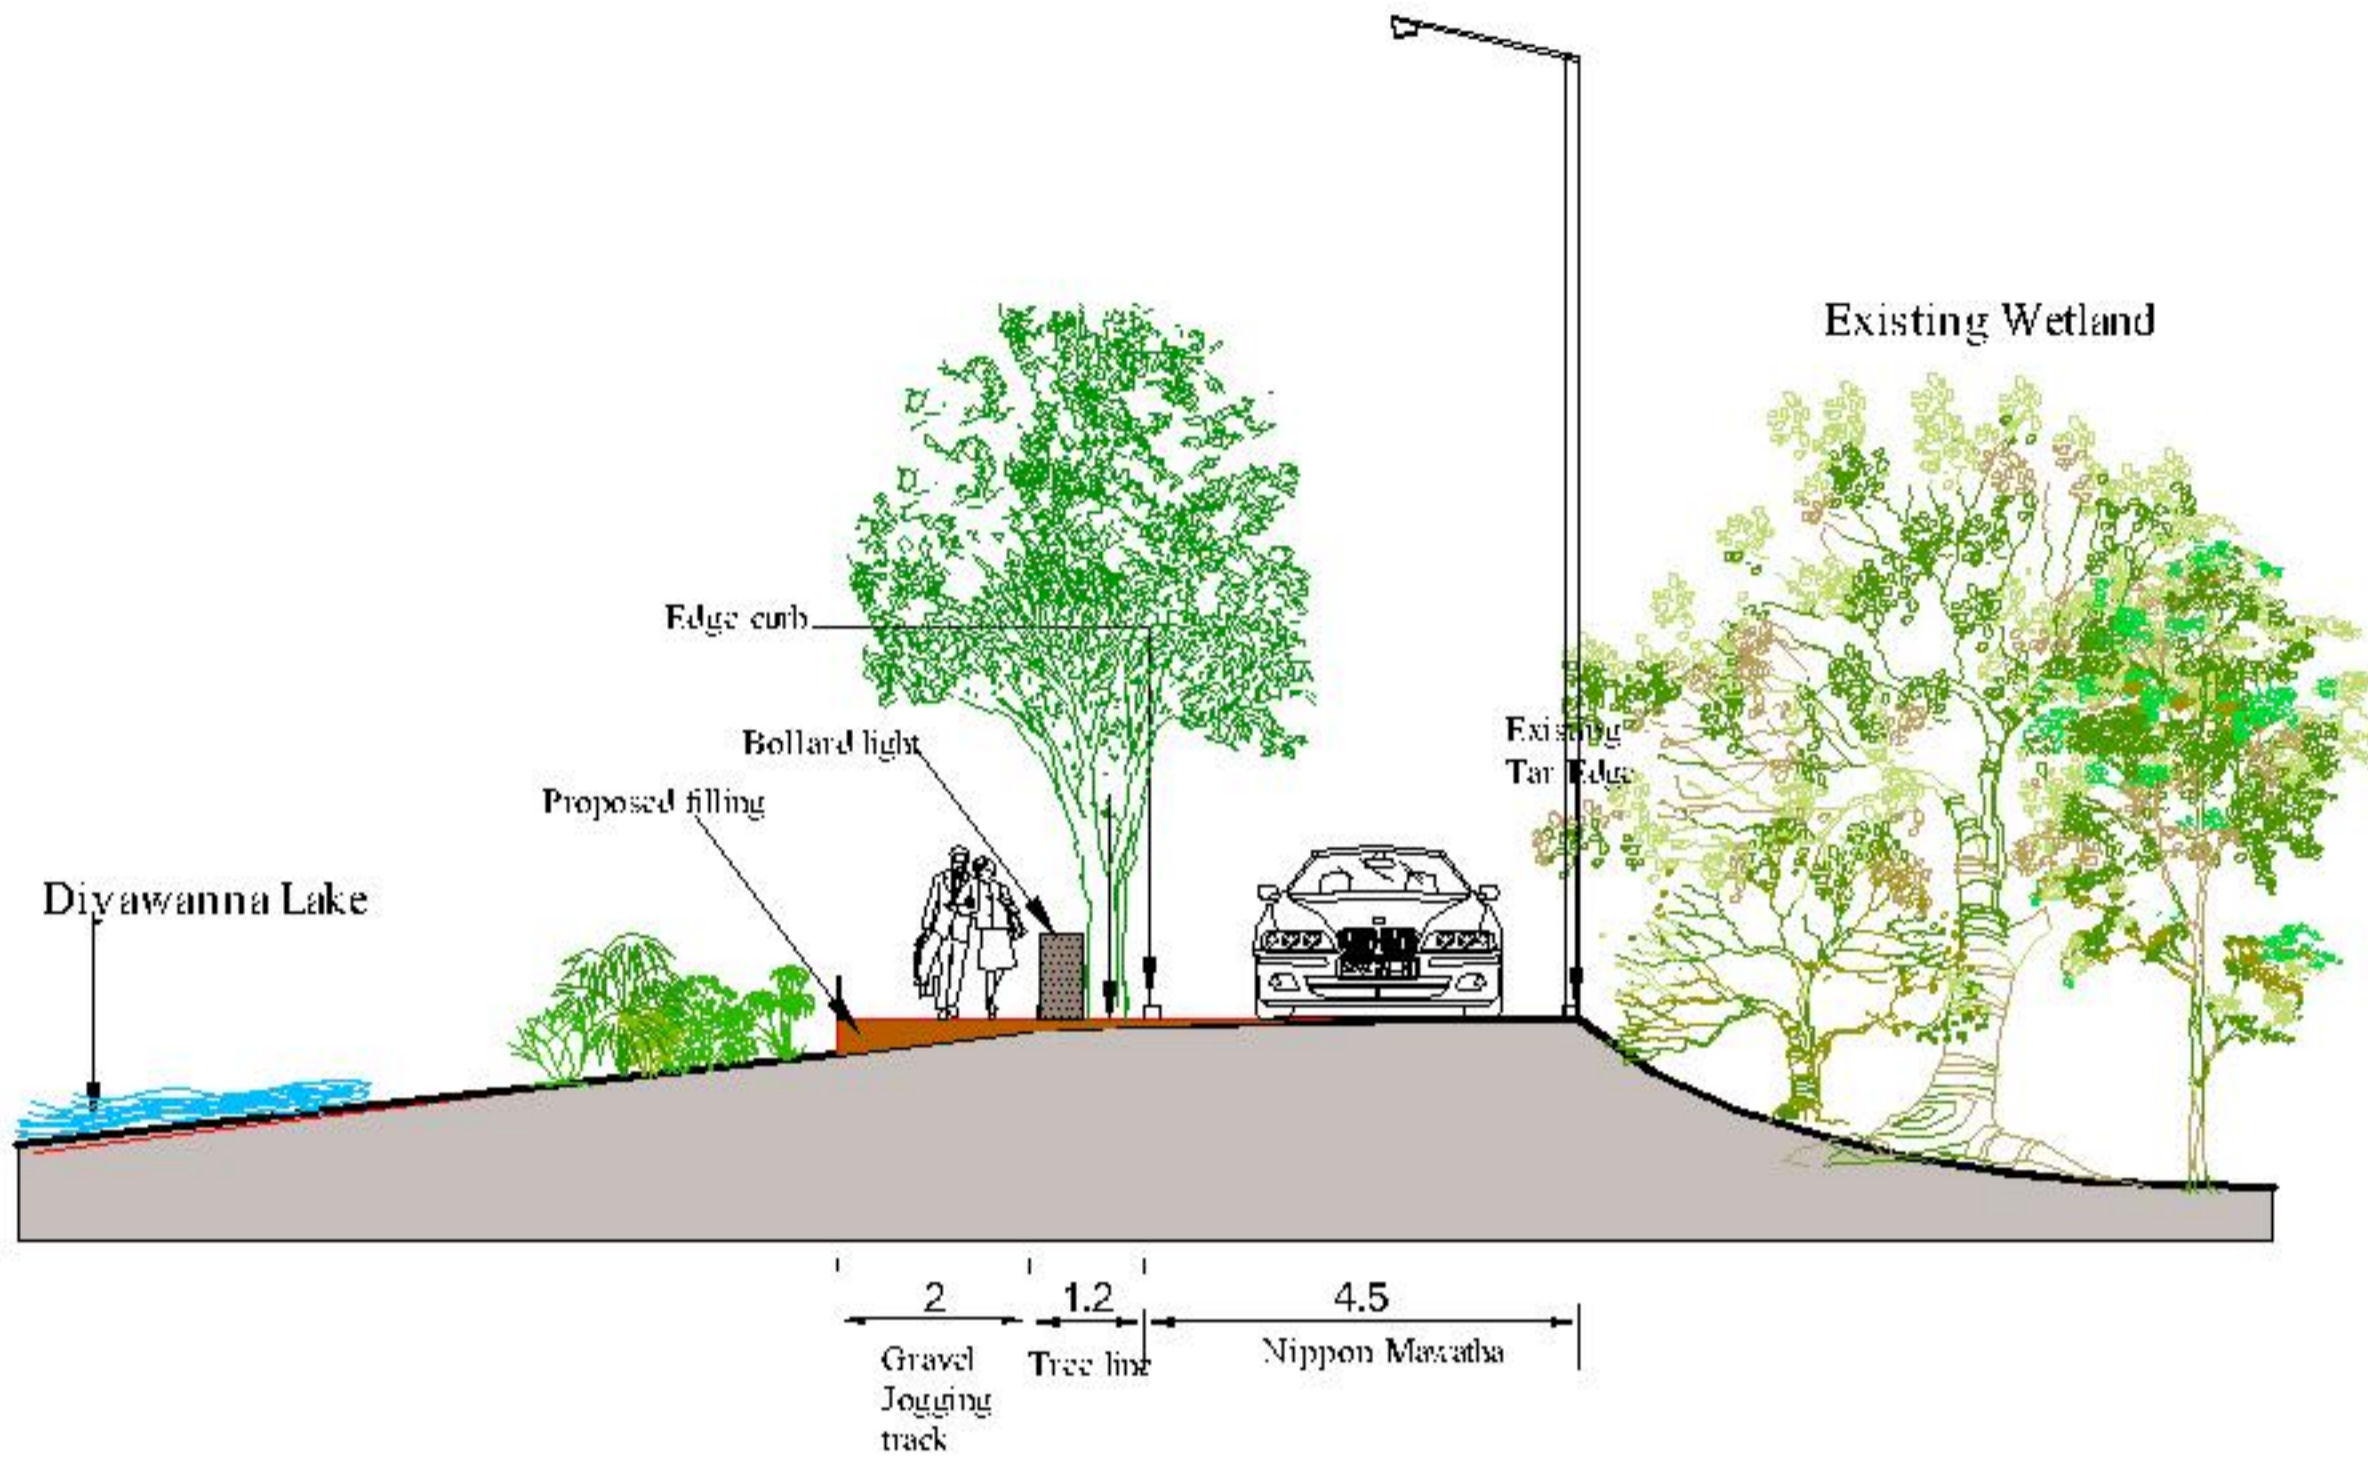 Existing Wetland
Edge curb
Existing
Tar Edge
Bollard light
Proposed filling
Diyawanna Lake
2
1.2
4.5
Gravel
Jogging
track
Tree line
Nippon Mawatha